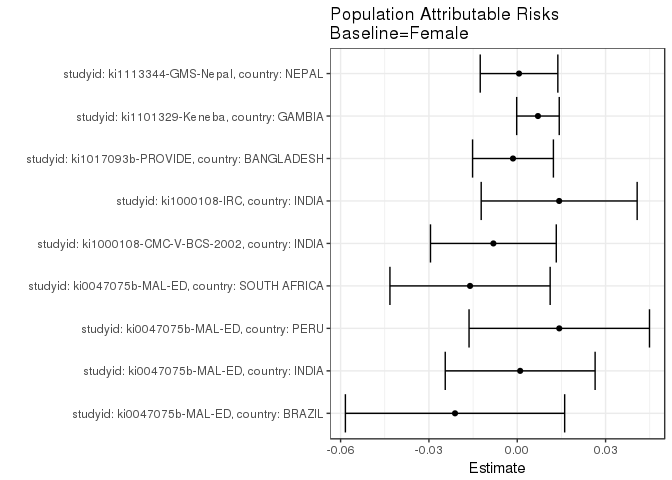 Population Attributable Risks
Baseline=Female
studyid: ki1113344-GMS-Nepal, country: NEPAL
studyid: ki1101329-Keneba, country: GAMBIA
studyid: ki1017093b-PROVIDE, country: BANGLADESH
studyid: ki1000108-IRC, country: INDIA
studyid: ki1000108-CMC-V-BCS-2002, country: INDIA
studyid: ki0047075b-MAL-ED, country: SOUTH AFRICA
studyid: ki0047075b-MAL-ED, country: PERU
studyid: ki0047075b-MAL-ED, country: INDIA
studyid: ki0047075b-MAL-ED, country: BRAZIL
-0.06 -0.03 0.00 0.03
Estimate